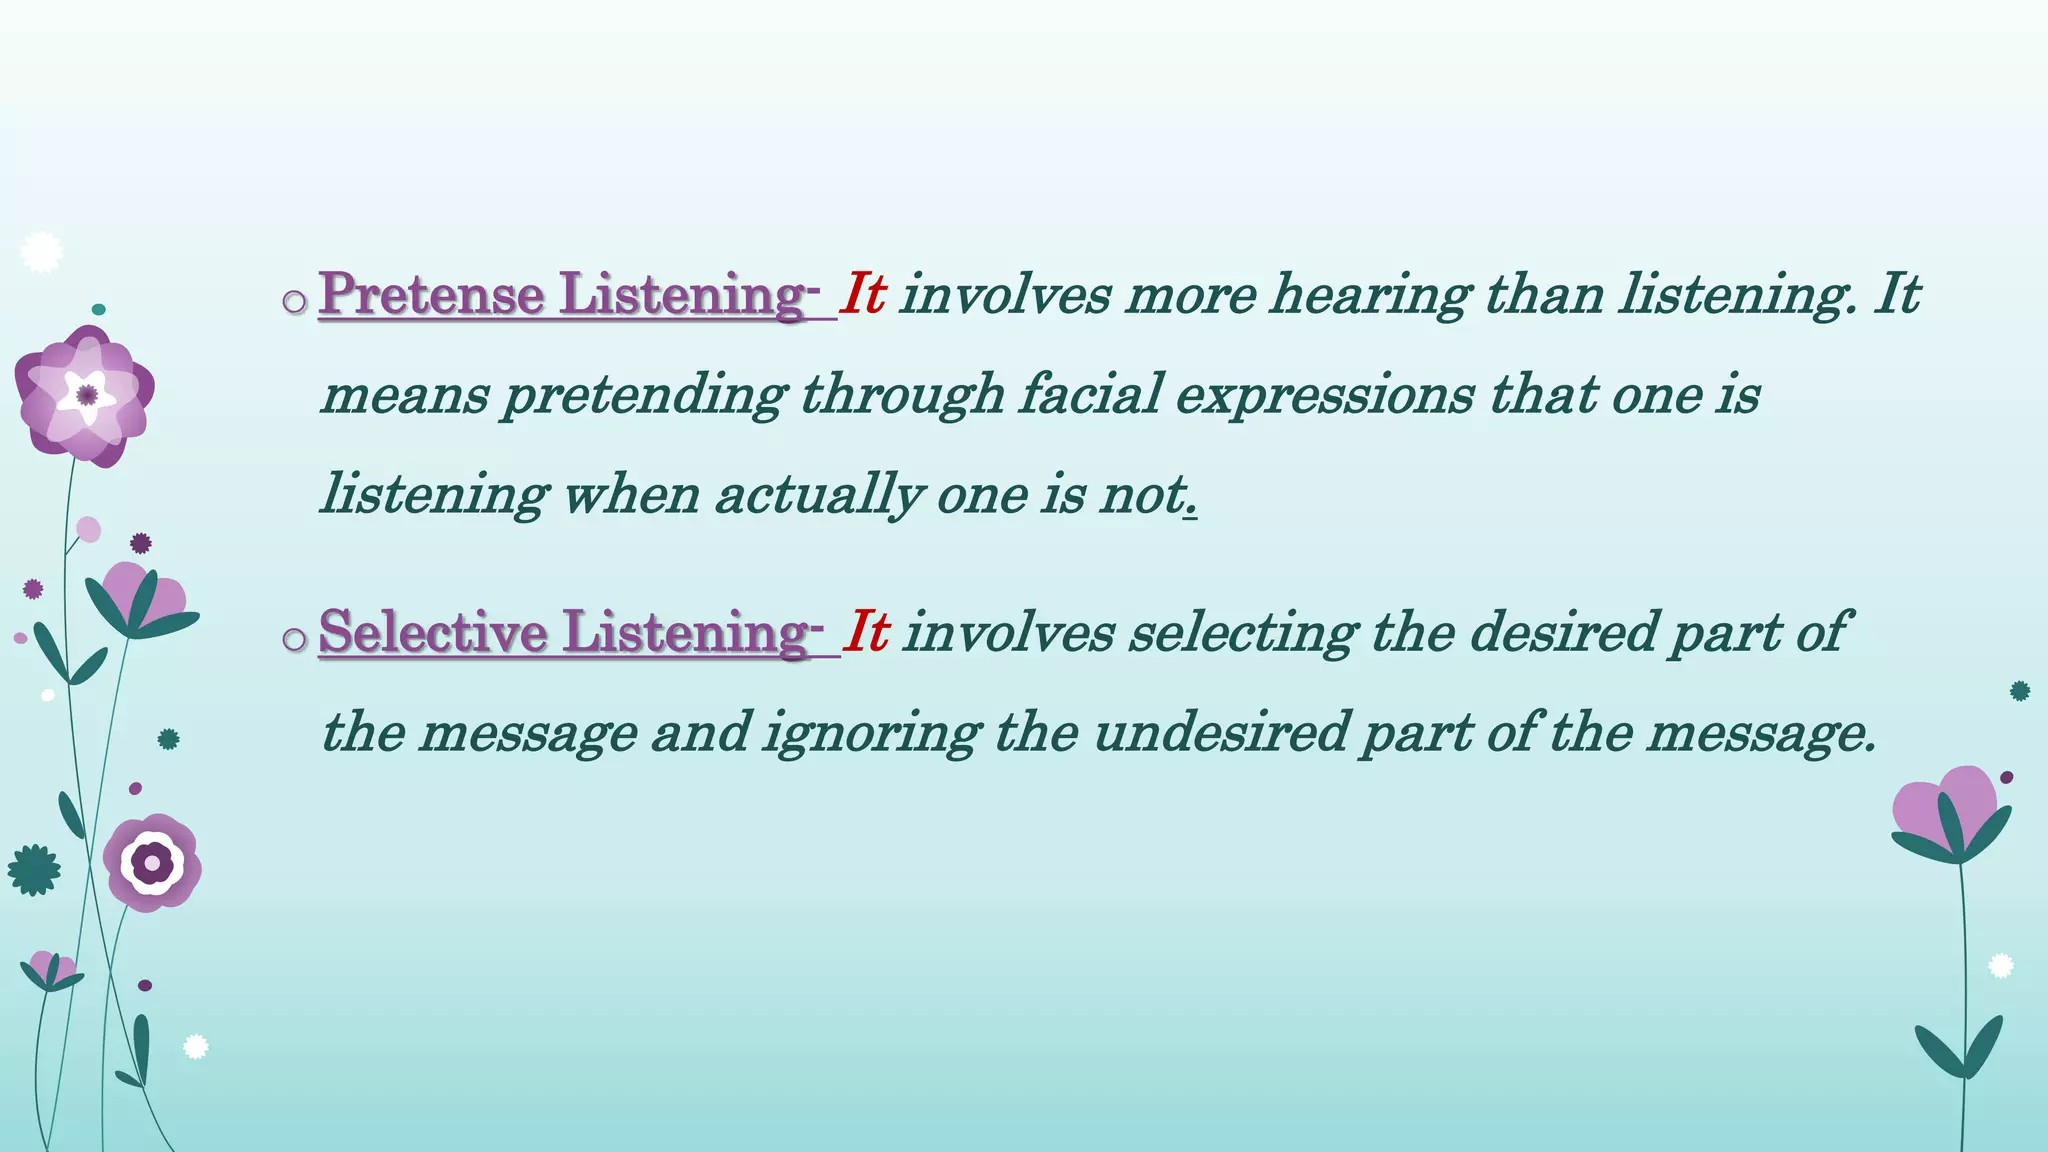 o Pretense Listening- It involves more hearing than listening. It
means pretending through facial expressions that one is
listening when actually one is not.
o Selective Listening- It involves selecting the desired part of
the message and ignoring the undesired part of the message.